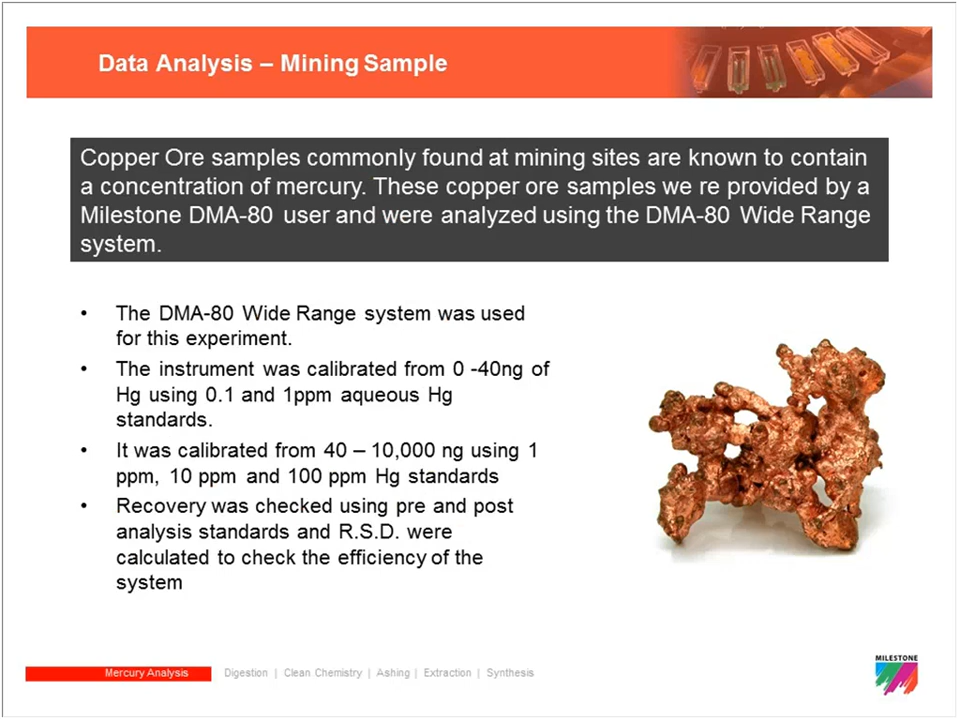 Data Analysis – Mining Sample
Copper Ore samples commonly found at mining sites are known to contain
a concentration of mercury. These copper ore samples we re provided by a
Milestone DMA-80 user and were analyzed using the DMA-80 Wide Range
system.
• The DMA-80 Wide Range system was used
for this experiment.
• The instrument was calibrated from 0 -40ng of
Hg using 0.1 and 1ppm aqueous Hg
standards.
• It was calibrated from 40 – 10,000 ng using 1
ppm, 10 ppm and 100 ppm Hg standards
• Recovery was checked using pre and post
analysis standards and R.S.D. were
calculated to check the efficiency of the
system
Mercury Analysis Digestion | Clean Chemistry | Ashing | Extraction | Synthesis
MILESTONE